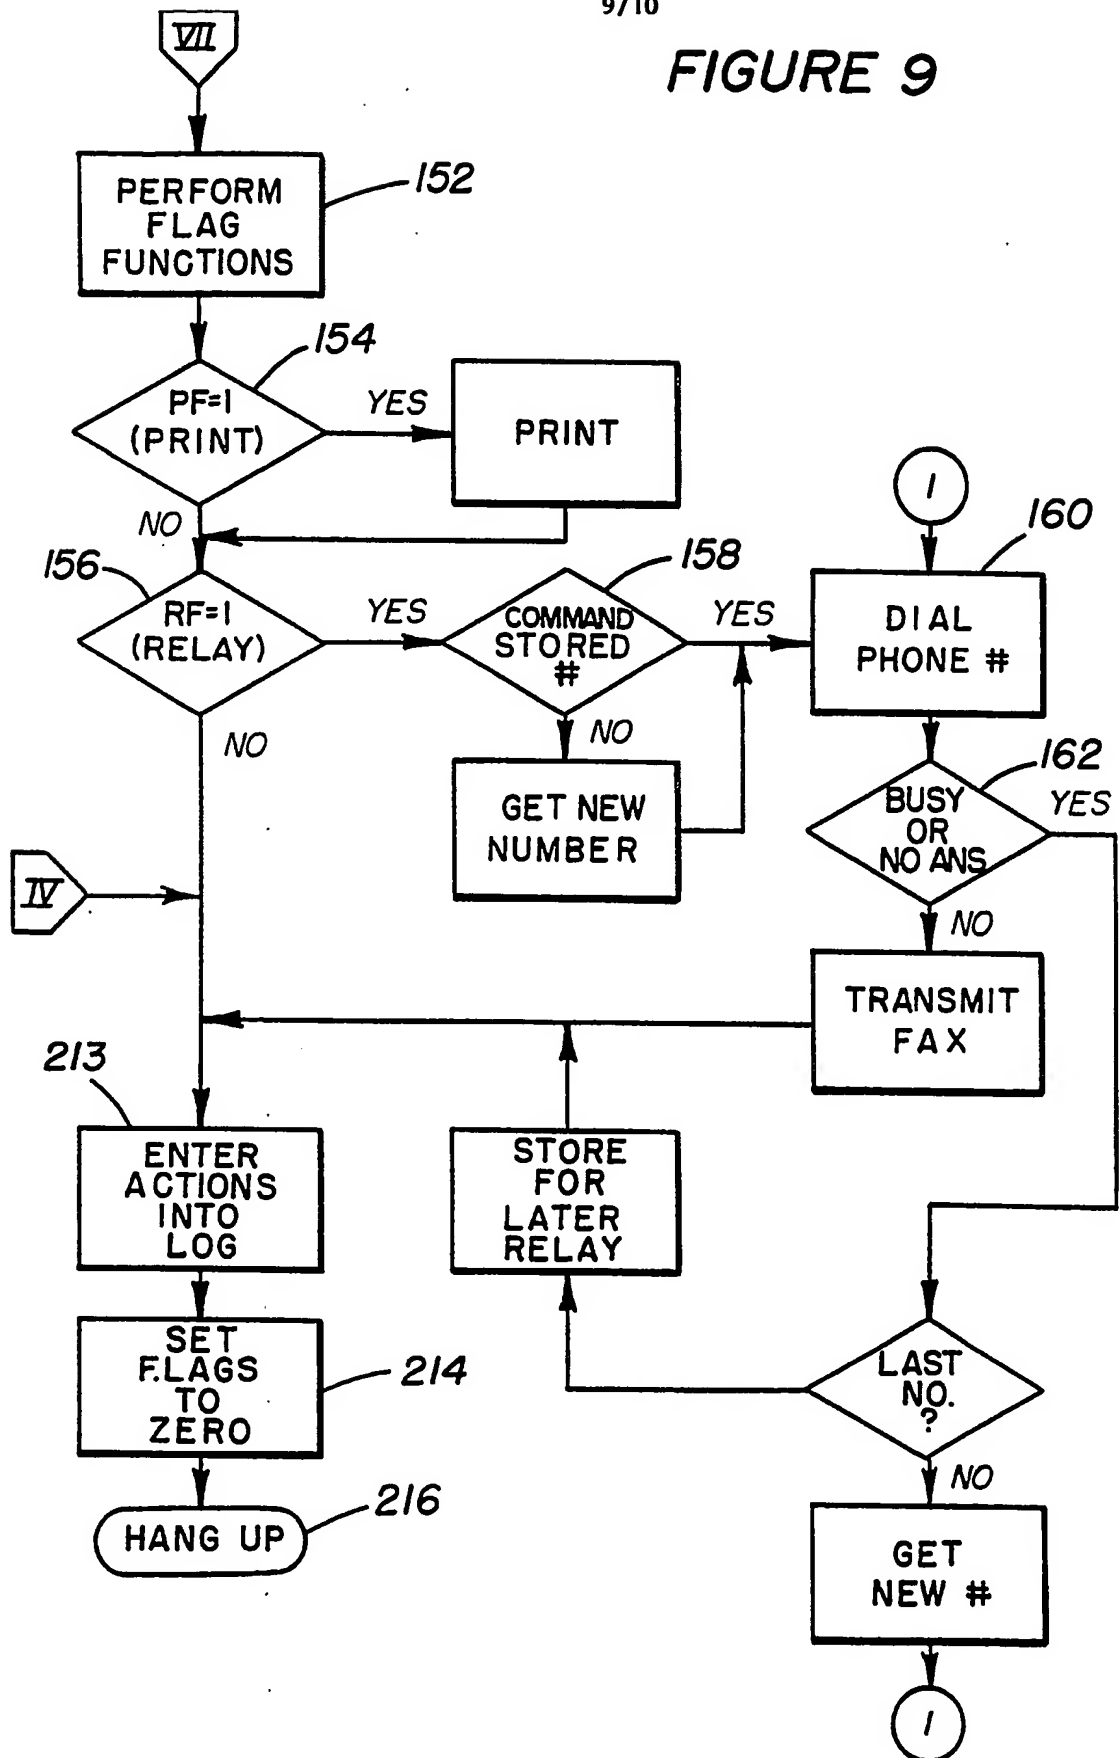 9/10
FIGURE 9
VII
PERFORM
FLAG
FUNCTIONS
152
PF=1
(PRINT)
154
YES
PRINT
NO
156
RF=1
(RELAY)
YES
NO
158
COMMAND
STORED
#
YES
NO
GET NEW
NUMBER
1
160
DIAL
PHONE #
162
BUSY
OR
NO ANS
YES
NO
TRANSMIT
FAX
IV
213
ENTER
ACTIONS
INTO
LOG
STORE
FOR
LATER
RELAY
SET
FLAGS
TO
ZERO
214
LAST
NO.
?
NO
HANG UP
216
GET
NEW #
1